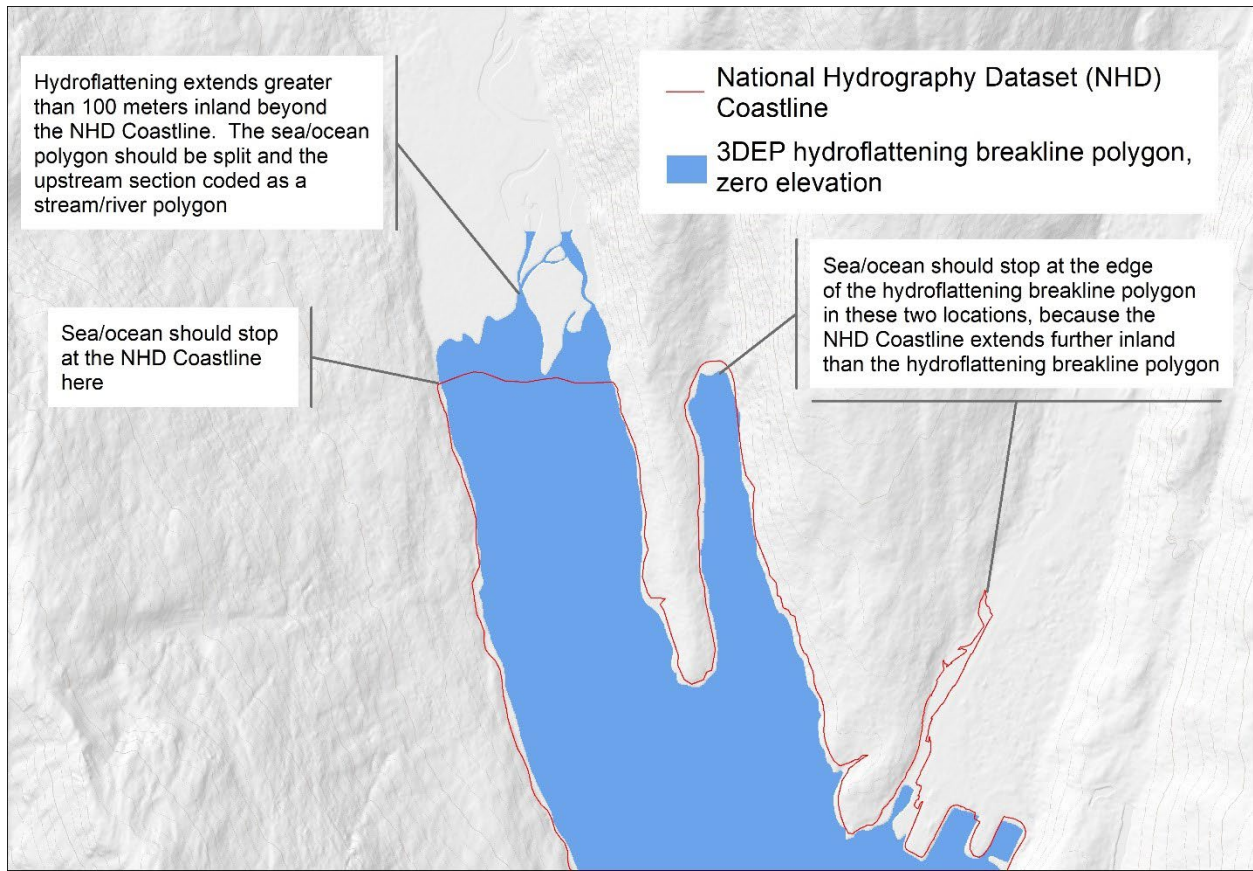 Hydroflattening extends greater
than 100 meters inland beyond
the NHD Coastline.  The sea/ocean
polygon should be split and the
upstream section coded as a
stream/river polygon
National Hydrography Dataset (NHD)
Coastline
3DEP hydroflattening breakline polygon,
zero elevation
Sea/ocean should stop
at the NHD Coastline
here
Sea/ocean should stop at the edge
of the hydroflattening breakline polygon
in these two locations, because the
NHD Coastline extends further inland
than the hydroflattening breakline polygon